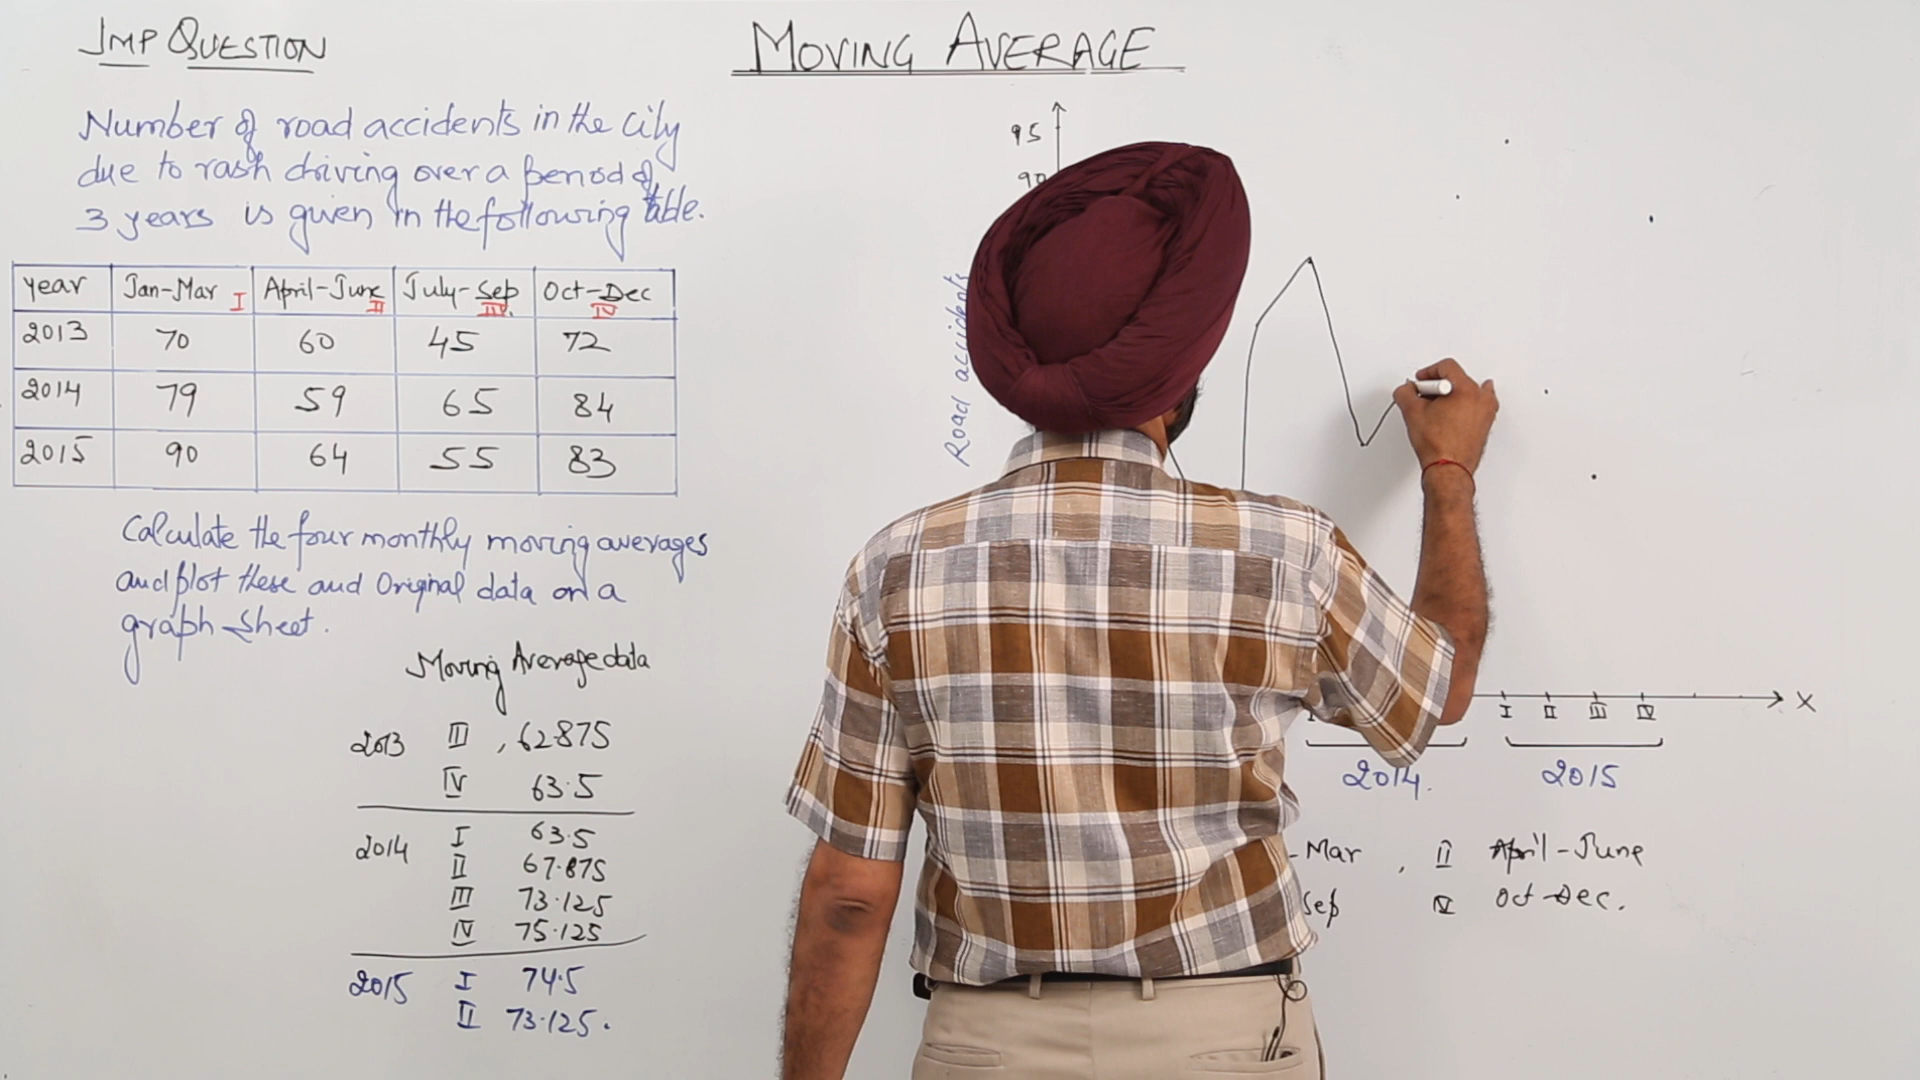 IMP QUESTION
MOVING AVERAGE
Number of road accidents in the City
due to rash driving over a period of
3 years is given in the following table.
year Jan-Mar I April-June II July-Sep III Oct-Dec IV
2013 70 60 45 72
2014 79 59 65 84
2015 90 64 55 83
Calculate the four monthly moving averages
and plot these and Original data on a
graph sheet.
Moving Average data
2013 III , 62.875
IV 63.5
2014 I 63.5
II 67.875
III 73.125
IV 75.125
2015 I 74.5
II 73.125.
95
90
Road accidents
I I II III IV X
2014. 2015
-Mar , II April-June
Sep IV Oct-Dec.